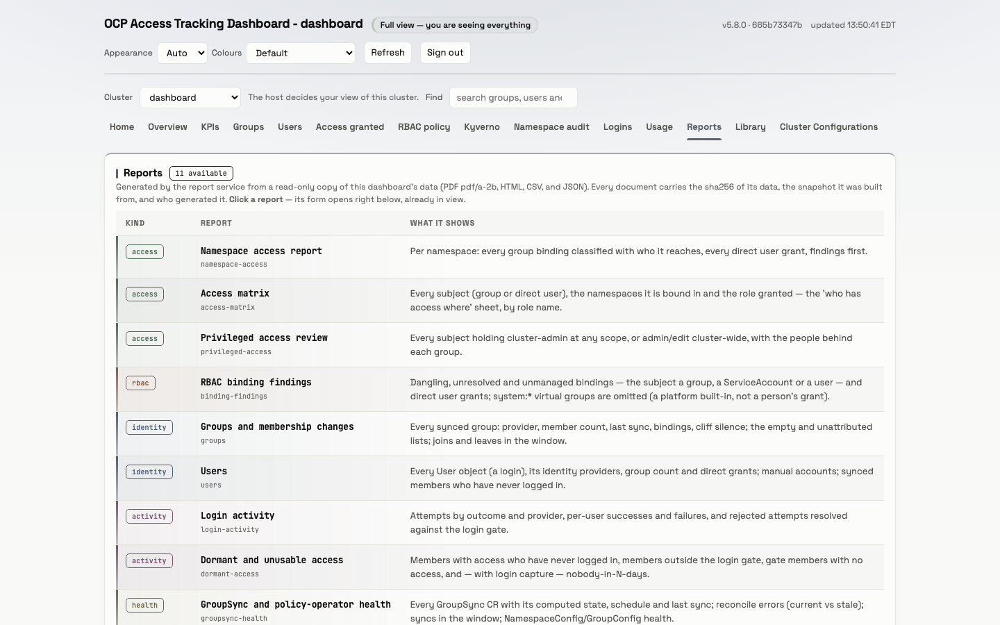 OCP Access Tracking Dashboard - dashboard
Full view — you are seeing everything
v5.8.0 · 665b73347b updated 13:50:41 EDT
Appearance Auto Colours Default Refresh Sign out
Cluster dashboard The host decides your view of this cluster. Find search groups, users and
Home Overview KPIs Groups Users Access granted RBAC policy Kyverno Namespace audit Logins Usage Reports Library Cluster Configurations
Reports 11 available
Generated by the report service from a read-only copy of this dashboard's data (PDF pdf/a-2b, HTML, CSV, and JSON). Every document carries the sha256 of its data, the snapshot it was built
from, and who generated it. Click a report — its form opens right below, already in view.
KIND REPORT WHAT IT SHOWS
access Namespace access report Per namespace: every group binding classified with who it reaches, every direct user grant, findings first.
namespace-access
access Access matrix Every subject (group or direct user), the namespaces it is bound in and the role granted — the 'who has
access-matrix access where' sheet, by role name.
access Privileged access review Every subject holding cluster-admin at any scope, or admin/edit cluster-wide, with the people behind
privileged-access each group.
rbac RBAC binding findings Dangling, unresolved and unmanaged bindings — the subject a group, a ServiceAccount or a user — and
binding-findings direct user grants; system:* virtual groups are omitted (a platform built-in, not a person's grant).
identity Groups and membership changes Every synced group: provider, member count, last sync, bindings, cliff silence; the empty and unattributed
groups lists; joins and leaves in the window.
identity Users Every User object (a login), its identity providers, group count and direct grants; manual accounts; synced
users members who have never logged in.
activity Login activity Attempts by outcome and provider, per-user successes and failures, and rejected attempts resolved
login-activity against the login gate.
activity Dormant and unusable access Members with access who have never logged in, members outside the login gate, gate members with no
dormant-access access, and — with login capture — nobody-in-N-days.
health GroupSync and policy-operator health Every GroupSync CR with its computed state, schedule and last sync; reconcile errors (current vs stale);
groupsync-health syncs in the window; NamespaceConfig/GroupConfig health.